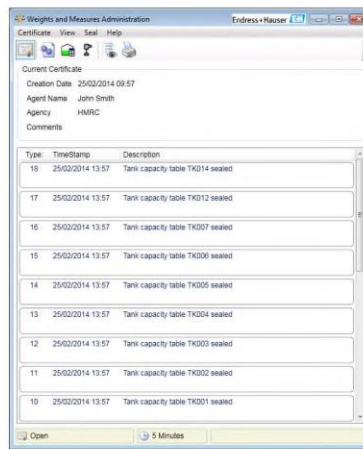 Weights and Measures Administration
Endress+Hauser EH
Certificate View Seal Help
Current Certificate
Creation Date 25/02/2014 09:57
Agent Name John Smith
Agency HMRC
Comments
Type: TimeStamp Description
18 25/02/2014 13:57 Tank capacity table TK014 sealed
17 25/02/2014 13:57 Tank capacity table TK012 sealed
16 25/02/2014 13:57 Tank capacity table TK007 sealed
15 25/02/2014 13:57 Tank capacity table TK006 sealed
14 25/02/2014 13:57 Tank capacity table TK005 sealed
13 25/02/2014 13:57 Tank capacity table TK004 sealed
12 25/02/2014 13:57 Tank capacity table TK003 sealed
11 25/02/2014 13:57 Tank capacity table TK002 sealed
10 25/02/2014 13:57 Tank capacity table TK001 sealed
Open 5 Minutes